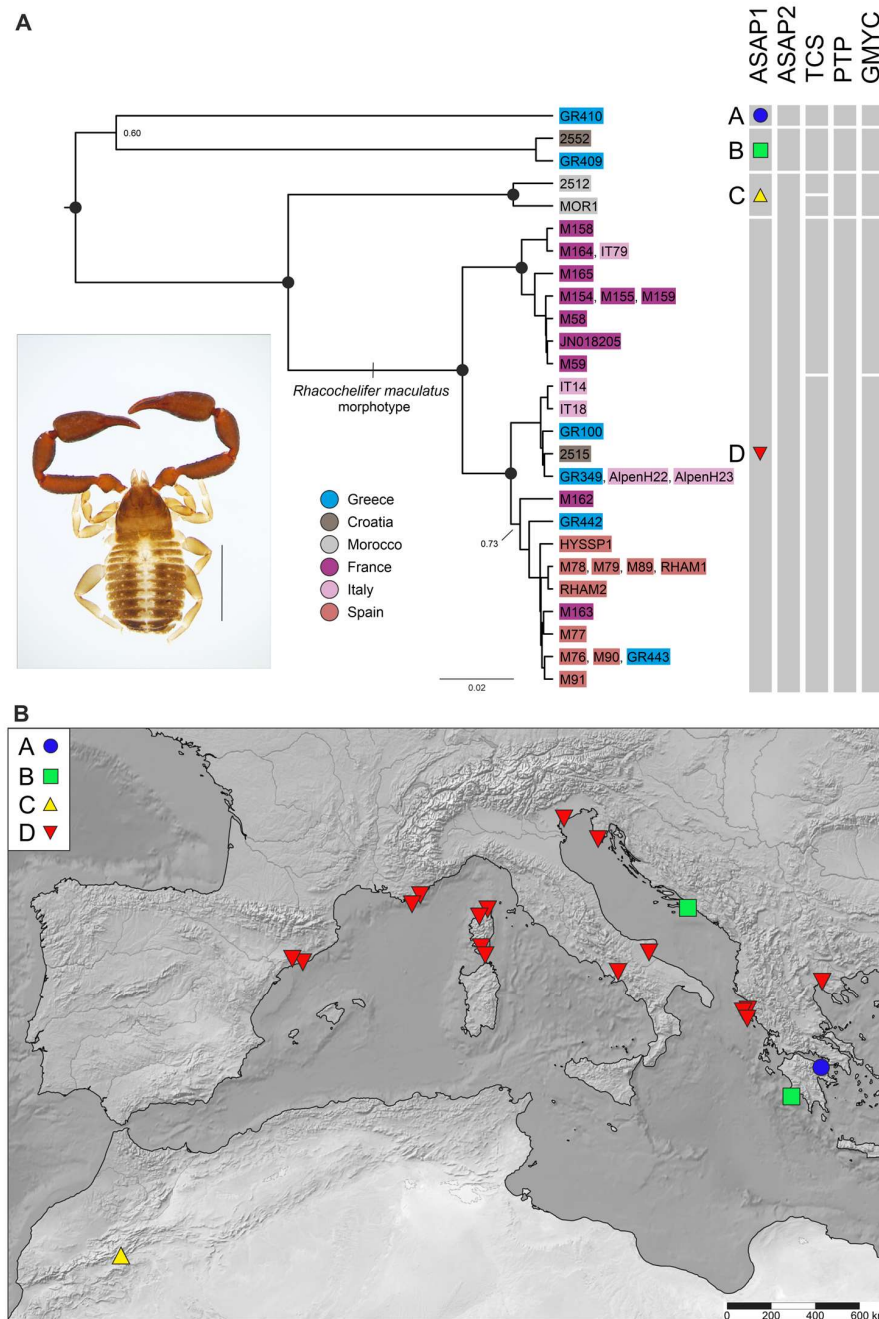 A
ASAP1
ASAP2
TCS
PTP
GMYC
A
B
C
D
0.60
GR410
2552
GR409
2512
MOR1
M158
M164, IT79
M165
M154, M155, M159
M58
JN018205
M59
Rhacochelifer maculatus
morphotype
IT14
IT18
GR100
2515
GR349, AlpenH22, AlpenH23
M162
GR442
0.73
HYSSP1
M78, M79, M89, RHAM1
RHAM2
M163
M77
M76, M90, GR443
M91
Greece
Croatia
Morocco
France
Italy
Spain
0.02
B
A
B
C
D
0 200 400 600 km